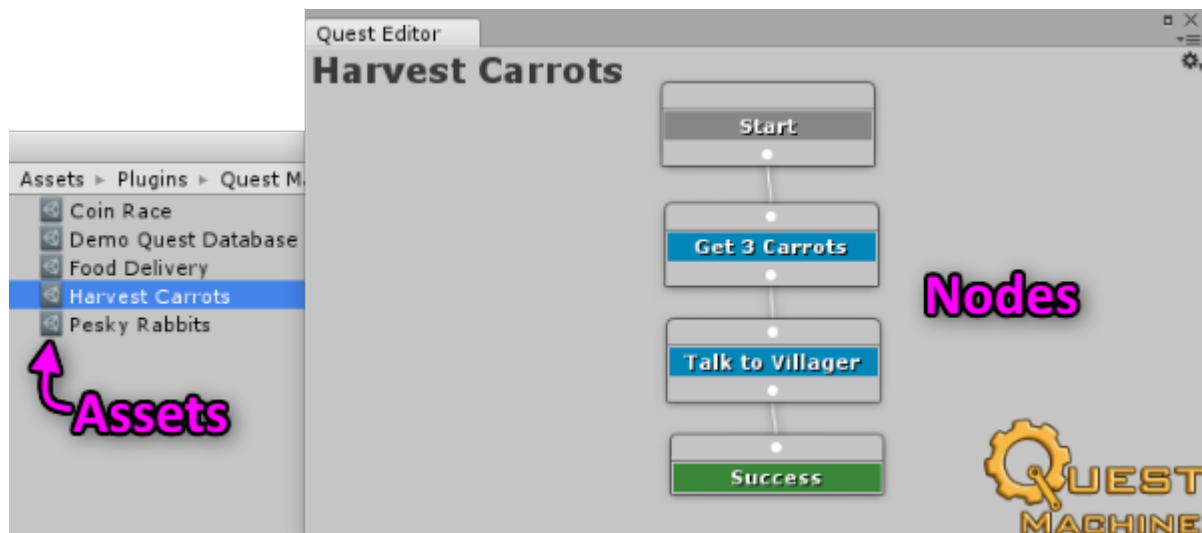 Quest Editor
Harvest Carrots
Start
Get 3 Carrots
Talk to Villager
Success
Nodes
Assets ▸ Plugins ▸ Quest M
Coin Race
Demo Quest Database
Food Delivery
Harvest Carrots
Pesky Rabbits
Assets
QUEST
MACHINE